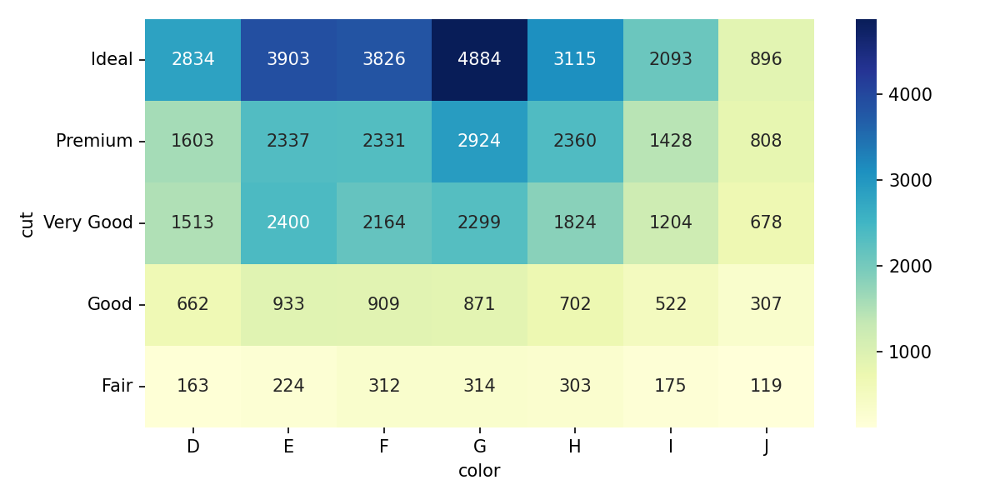 Ideal 2834 3903 3826 4884 3115 2093 896
Premium 1603 2337 2331 2924 2360 1428 808
Very Good 1513 2400 2164 2299 1824 1204 678
Good 662 933 909 871 702 522 307
Fair 163 224 312 314 303 175 119
cut
D E F G H I J
color
4000
3000
2000
1000